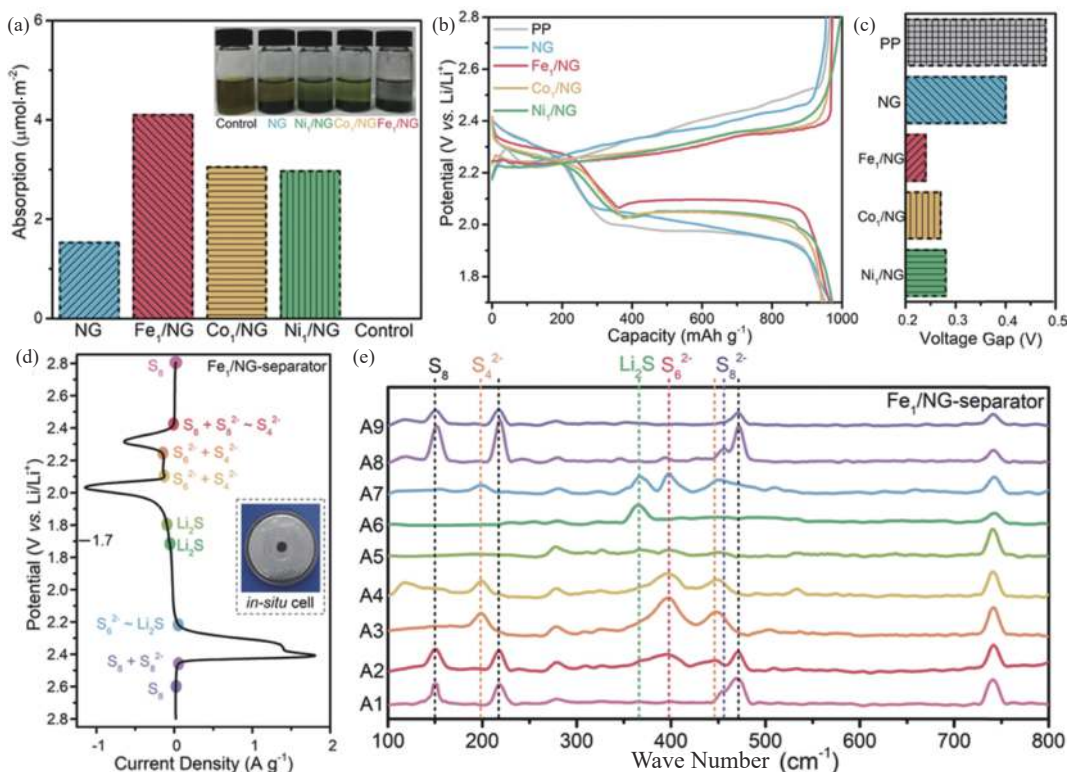 (a)
6
4
2
0
Absorption (μmol·m⁻²)
Control NG Ni₁/NG Co₁/NG Fe₁/NG
NG Fe₁/NG Co₁/NG Ni₁/NG Control
(b)
PP
NG
Fe₁/NG
Co₁/NG
Ni₁/NG
2.8
2.6
2.4
2.2
2.0
1.8
Potential (V vs. Li/Li⁺)
0 200 400 600 800 1000
Capacity (mAh g⁻¹)
(c)
PP
NG
Fe₁/NG
Co₁/NG
Ni₁/NG
0.2 0.4
Voltage Gap (V)
(d)
Fe₁/NG-separator
2.8
2.6
2.4
2.2
2.0
1.8
1.7
2.0
2.2
2.4
2.6
2.8
Potential (V vs. Li/Li⁺)
S₈
S₈ + S₈²⁻ ~ S₄²⁻
S₆²⁻ + S₄²⁻
S₆²⁻ + S₄²⁻
Li₂S
Li₂S
in-situ cell
S₆²⁻ ~ Li₂S
S₈ + S₈²⁻
S₈
-1 0 1 2
Current Density (A g⁻¹)
(e)
S₈ S₄²⁻ Li₂S S₆²⁻ S₈²⁻
Fe₁/NG-separator
A9
A8
A7
A6
A5
A4
A3
A2
A1
100 200 300 400 500 600 700 800
Wave Number (cm⁻¹)